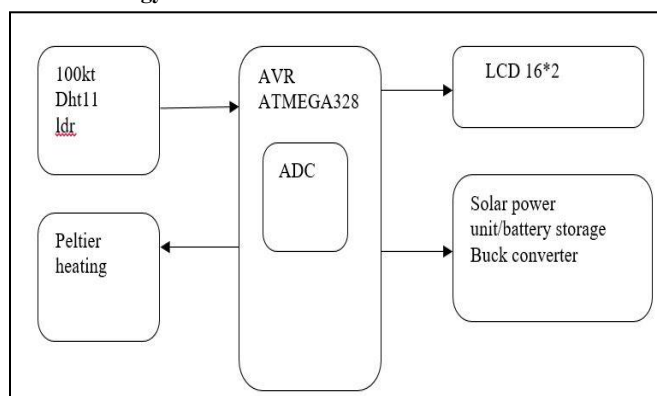 100kt
Dht11
ldr
AVR
ATMEGA328
ADC
LCD 16*2
Peltier
heating
Solar power
unit/battery storage
Buck converter